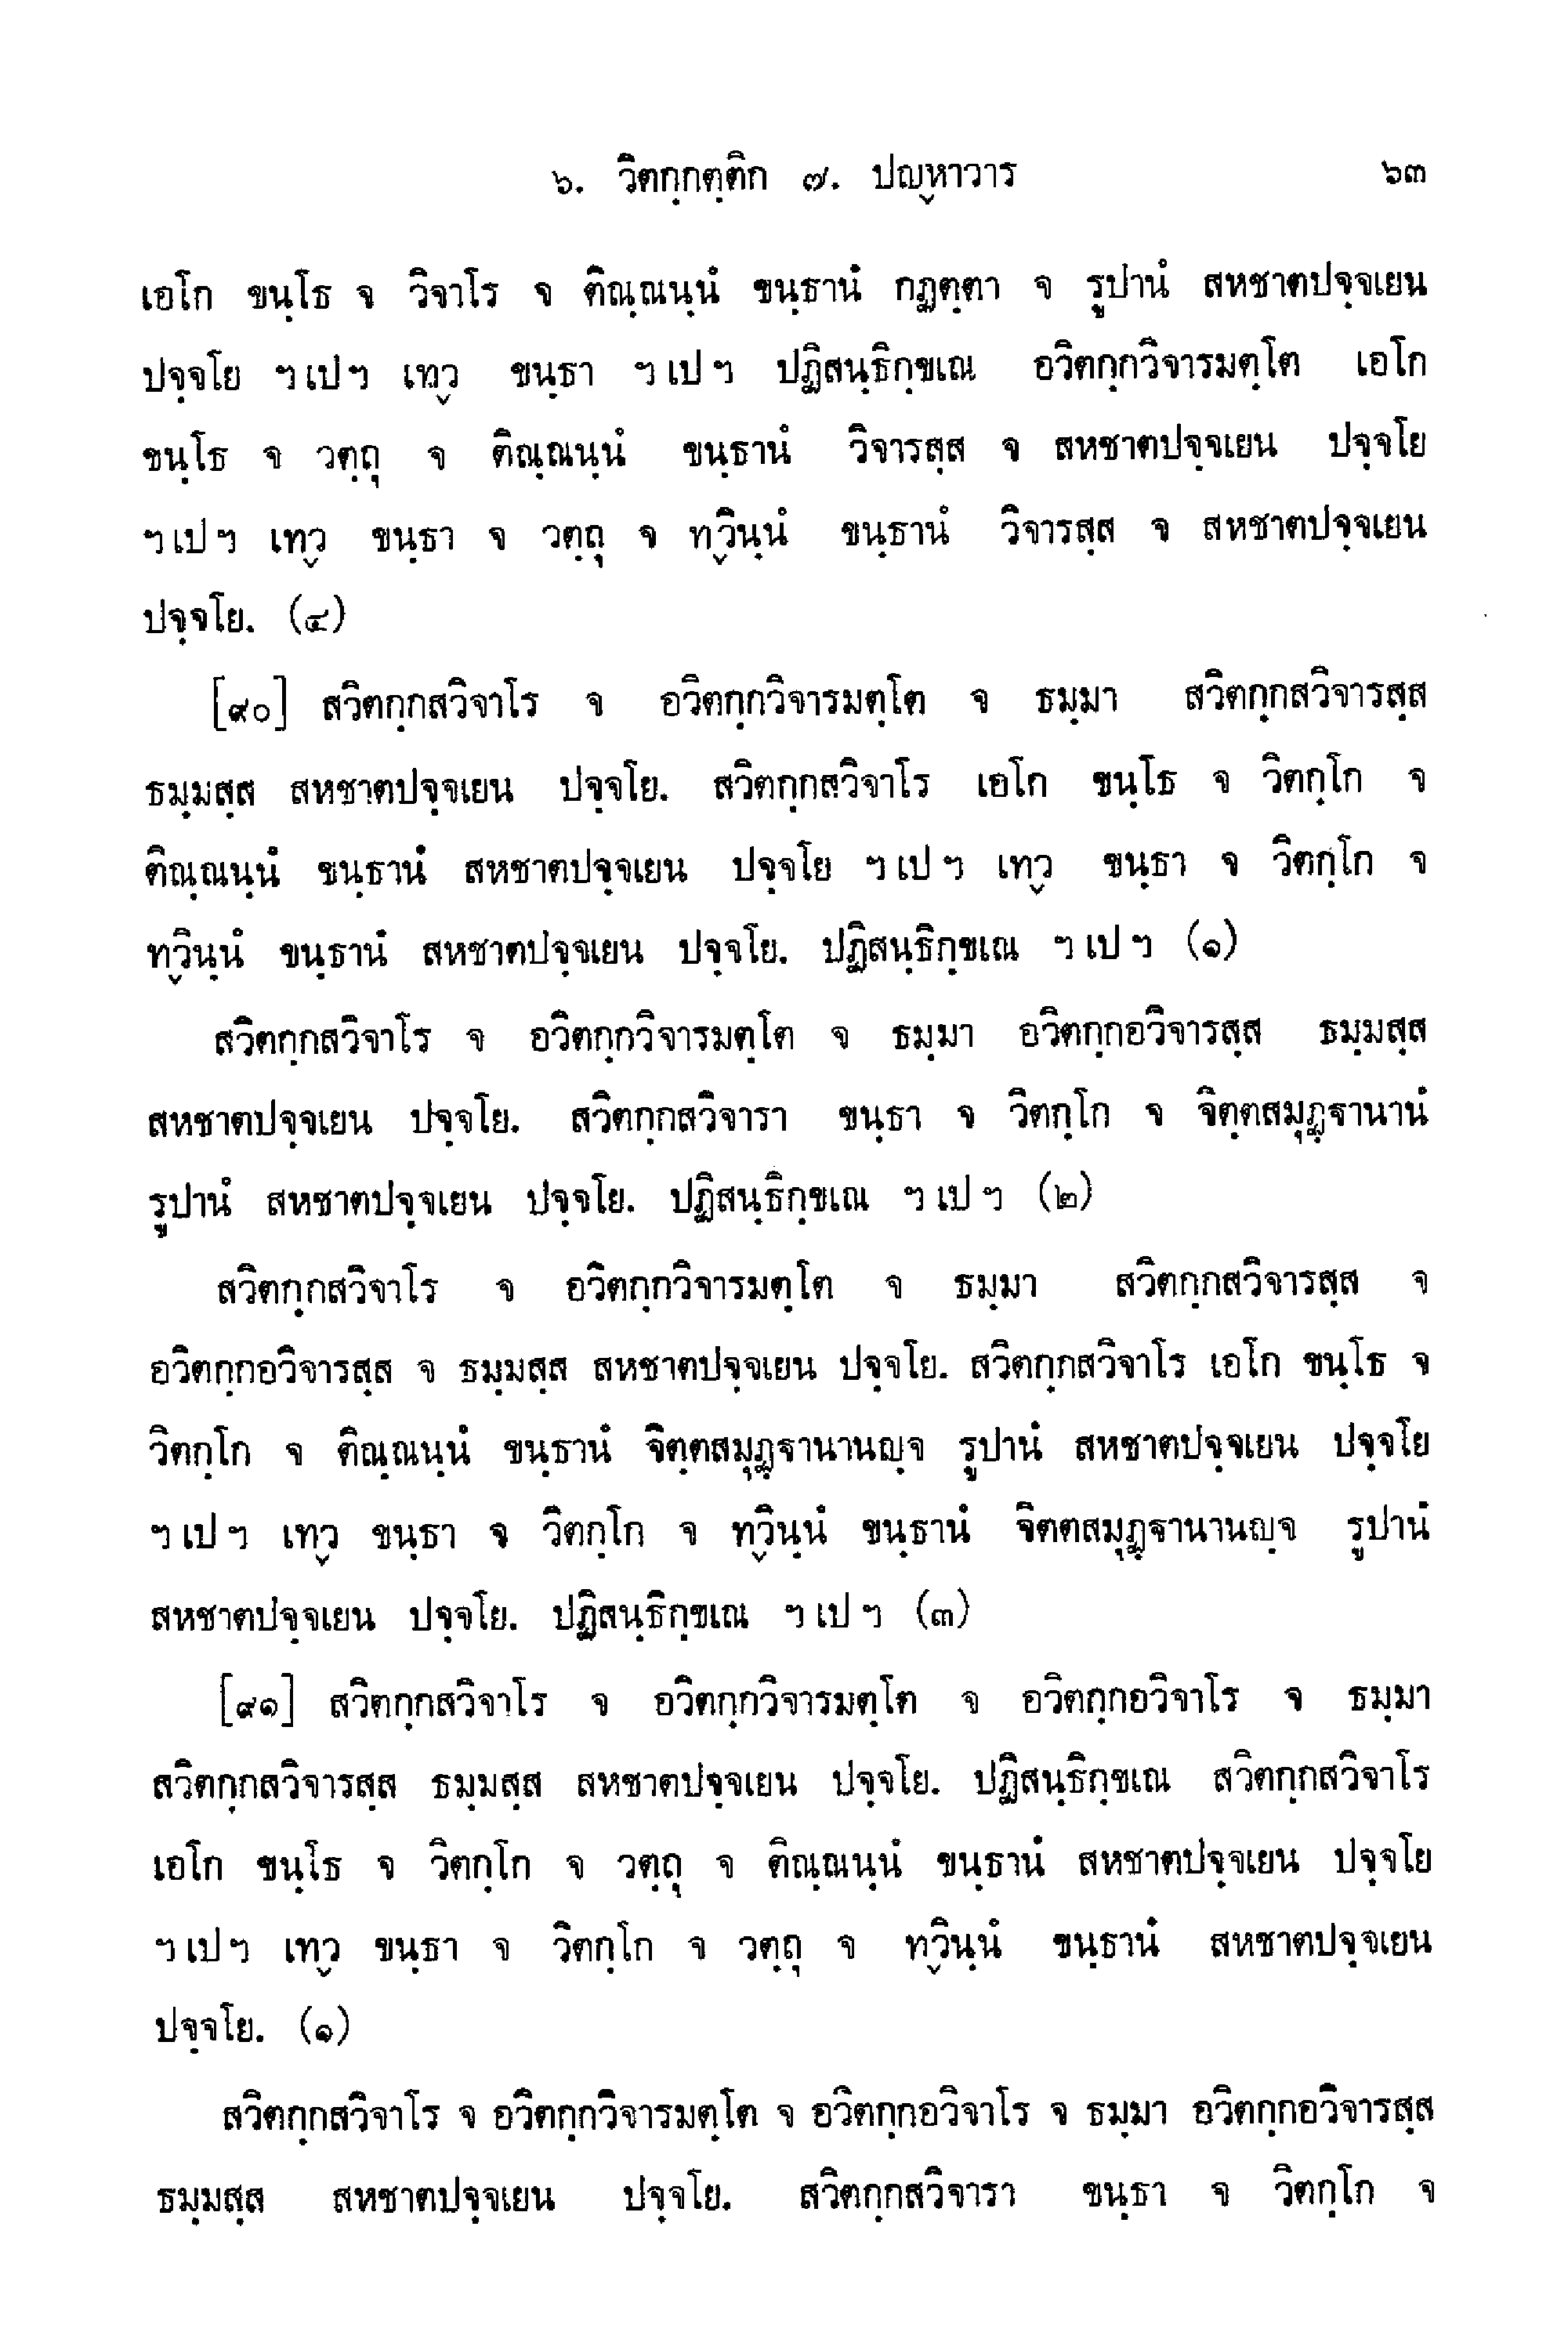 ๖. วิตกฺกตฺติก ๗. ปญฺหาวาร ๖๓
เอโก ขนฺโธ จ วิจาโร จ ติณฺณนฺนํ ขนฺธานํ กฏตฺตา จ รูปานํ สหชาตปจฺจเยน
ปจฺจโย ฯเปฯ เทฺว ขนฺธา ฯเปฯ ปฏิสนฺธิกฺขเณ อวิตกฺกวิจารมตฺโต เอโก
ขนฺโธ จ วตฺถุ จ ติณฺณนฺนํ ขนฺธานํ วิจารสฺส จ สหชาตปจฺจเยน ปจฺจโย
ฯเปฯ เทฺว ขนฺธา จ วตฺถุ จ ทฺวินฺนํ ขนฺธานํ วิจารสฺส จ สหชาตปจฺจเยน
ปจฺจโย. (๔)
[๙๐] สวิตกฺกสวิจาโร จ อวิตกฺกวิจารมตฺโต จ ธมฺมา สวิตกฺกสวิจารสฺส
ธมฺมสฺส สหชาตปจฺจเยน ปจฺจโย. สวิตกฺกสวิจาโร เอโก ขนฺโธ จ วิตกฺโก จ
ติณฺณนฺนํ ขนฺธานํ สหชาตปจฺจเยน ปจฺจโย ฯเปฯ เทฺว ขนฺธา จ วิตกฺโก จ
ทฺวินฺนํ ขนฺธานํ สหชาตปจฺจเยน ปจฺจโย. ปฏิสนฺธิกฺขเณ ฯเปฯ (๑)
สวิตกฺกสวิจาโร จ อวิตกฺกวิจารมตฺโต จ ธมฺมา อวิตกฺกอวิจารสฺส ธมฺมสฺส
สหชาตปจฺจเยน ปจฺจโย. สวิตกฺกสวิจารา ขนฺธา จ วิตกฺโก จ จิตฺตสมุฏฺฐานานํ
รูปานํ สหชาตปจฺจเยน ปจฺจโย. ปฏิสนฺธิกฺขเณ ฯเปฯ (๒)
สวิตกฺกสวิจาโร จ อวิตกฺกวิจารมตฺโต จ ธมฺมา สวิตกฺกสวิจารสฺส จ
อวิตกฺกอวิจารสฺส จ ธมฺมสฺส สหชาตปจฺจเยน ปจฺจโย. สวิตกฺกสวิจาโร เอโก ขนฺโธ จ
วิตกฺโก จ ติณฺณนฺนํ ขนฺธานํ จิตฺตสมุฏฺฐานานญฺจ รูปานํ สหชาตปจฺจเยน ปจฺจโย
ฯเปฯ เทฺว ขนฺธา จ วิตกฺโก จ ทฺวินฺนํ ขนฺธานํ จิตตสมุฏฺฐานานญฺจ รูปานํ
สหชาตปจฺจเยน ปจฺจโย. ปฏิสนฺธิกฺขเณ ฯเปฯ (๓)
[๙๑] สวิตกฺกสวิจาโร จ อวิตกฺกวิจารมตฺโต จ อวิตกฺกอวิจาโร จ ธมฺมา
สวิตกฺกสวิจารสฺส ธมฺมสฺส สหชาตปจฺจเยน ปจฺจโย. ปฏิสนฺธิกฺขเณ สวิตกฺกสวิจาโร
เอโก ขนฺโธ จ วิตกฺโก จ วตฺถุ จ ติณฺณนฺนํ ขนฺธานํ สหชาตปจฺจเยน ปจฺจโย
ฯเปฯ เทฺว ขนฺธา จ วิตกฺโก จ วตฺถุ จ ทฺวินฺนํ ขนฺธานํ สหชาตปจฺจเยน
ปจฺจโย. (๑)
สวิตกฺกสวิจาโร จ อวิตกฺกวิจารมตฺโต จ อวิตกฺกอวิจาโร จ ธมฺมา อวิตกฺกอวิจารสฺส
ธมฺมสฺส สหชาตปจฺจเยน ปจฺจโย. สวิตกฺกสวิจารา ขนฺธา จ วิตกฺโก จ